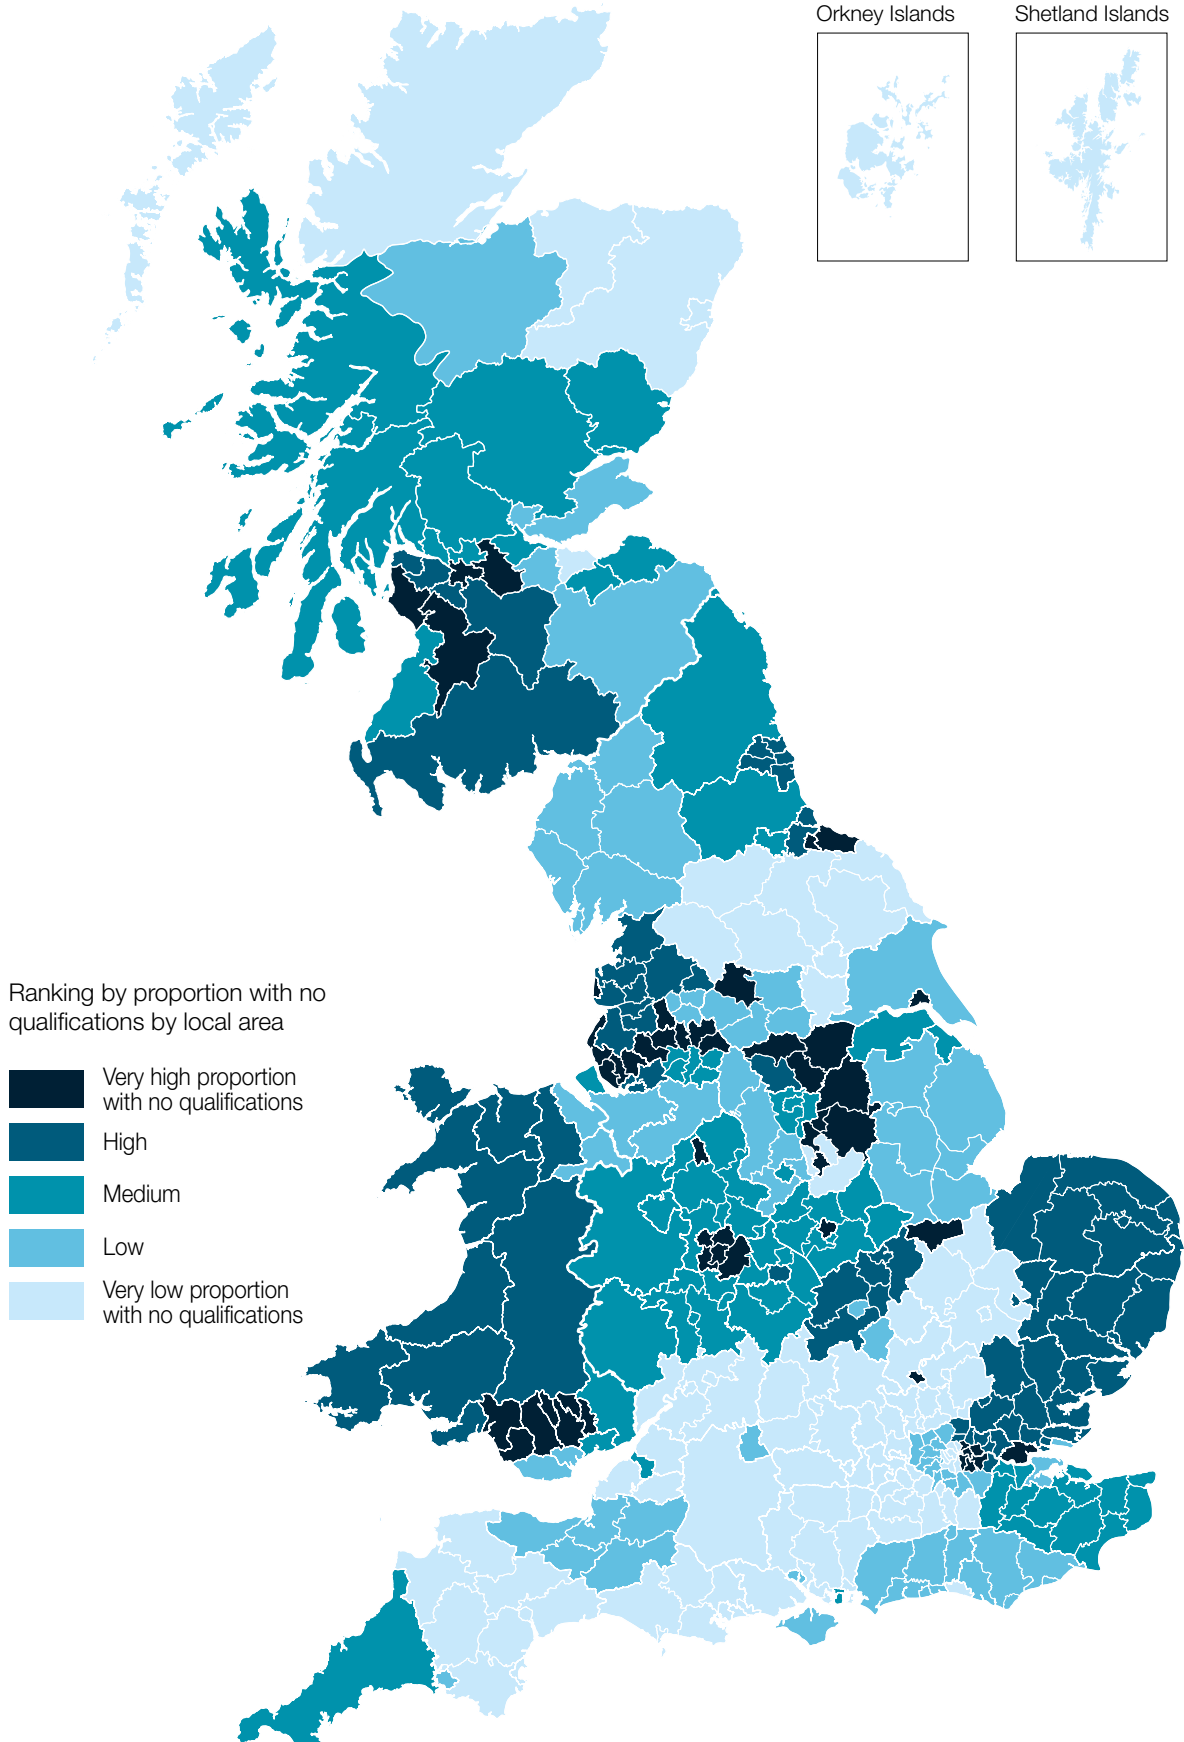 Orkney Islands
Shetland Islands
Ranking by proportion with no
qualifications by local area
Very high proportion
with no qualifications
High
Medium
Low
Very low proportion
with no qualifications